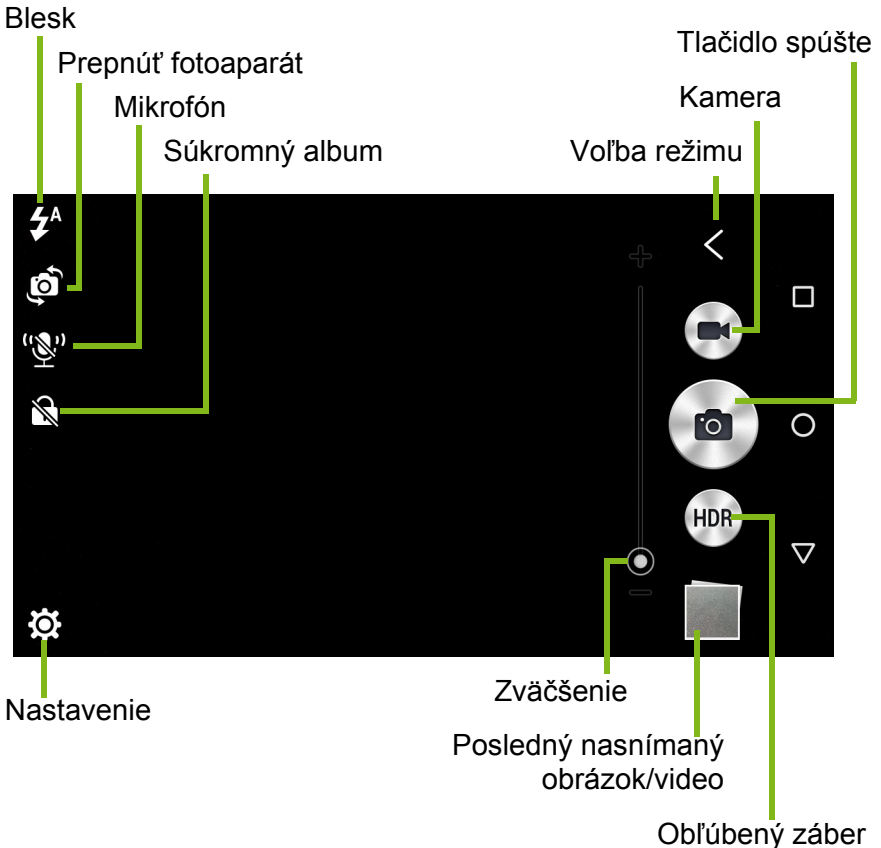 Blesk
Prepnúť fotoaparát
Mikrofón
Súkromný album
Tlačidlo spúšte
Kamera
Voľba režimu
A
HDR
Nastavenie
Zväčšenie
Posledný nasnímaný
obrázok/video
Obľúbený záber